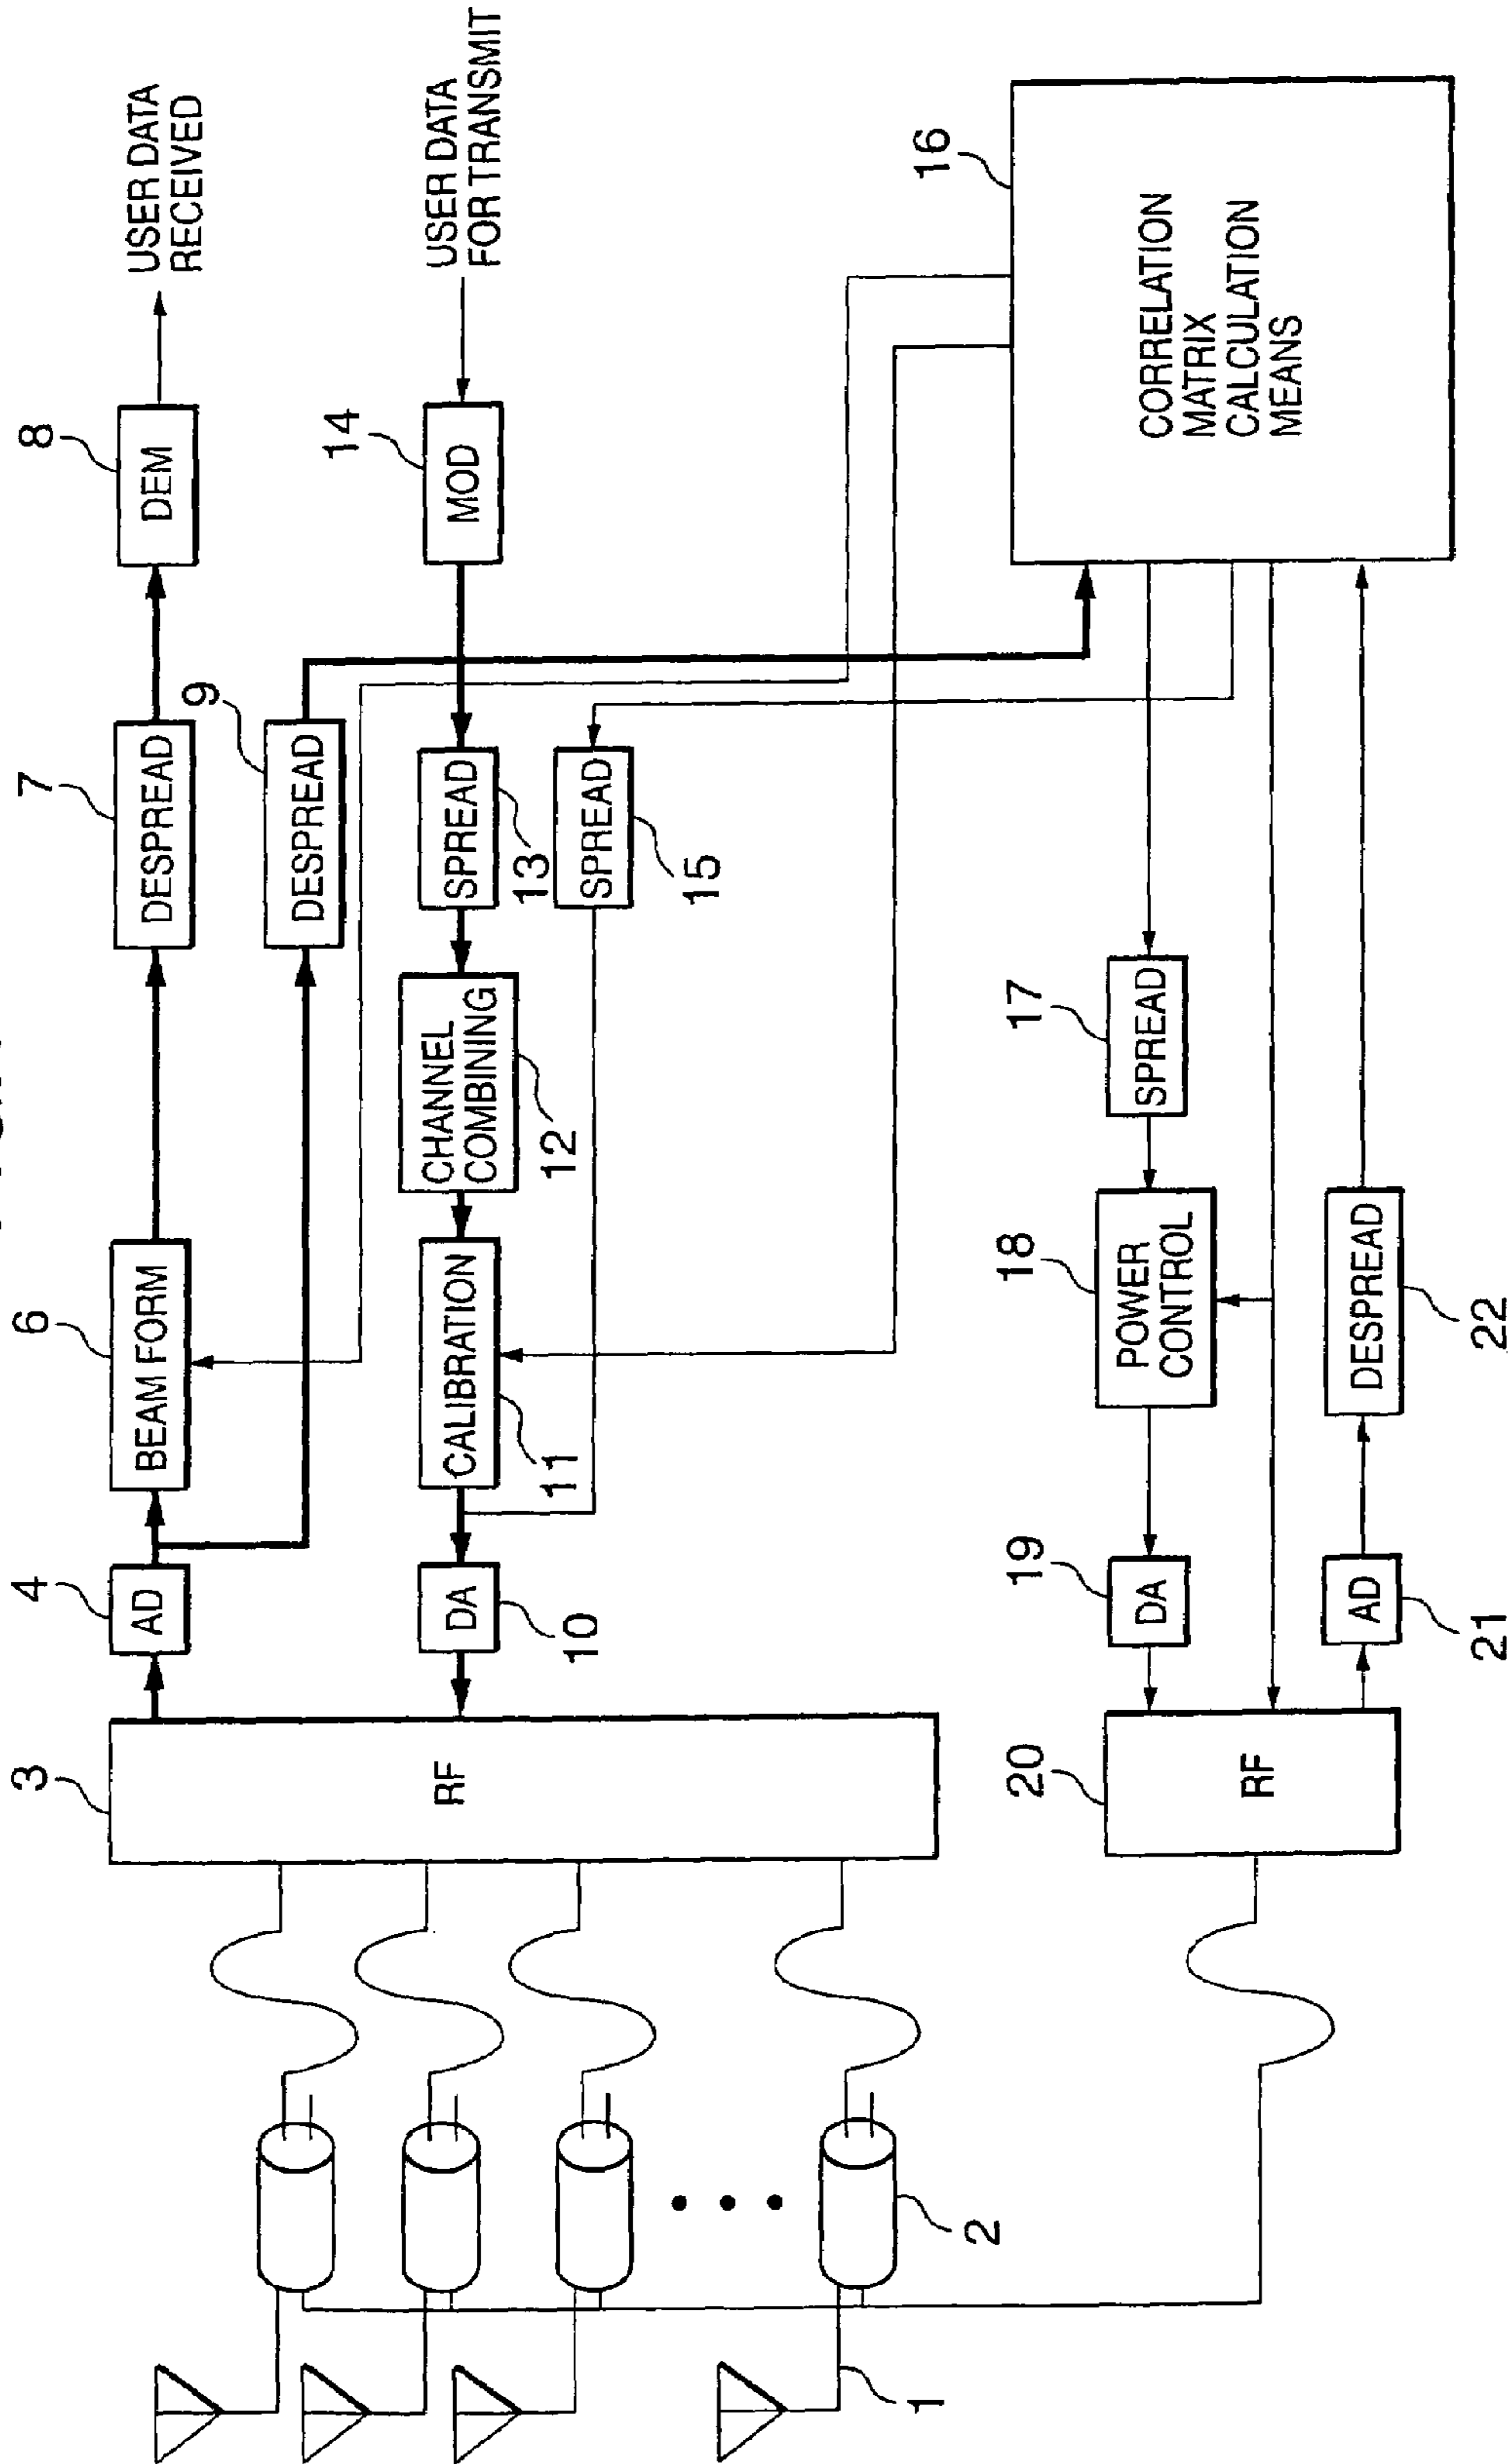 3
4
6
7
8
RF
AD
BEAM FORM
DESPREAD
DEM
USER DATA
RECEIVED
9
DESPREAD
14
DA
CALIBRATION
CHANNEL
COMBINING
SPREAD
MOD
USER DATA
FOR TRANSMIT
10
11
12
13
SPREAD
15
1
2
16
CORRELATION
MATRIX
CALCULATION
MEANS
20
19
18
17
RF
DA
POWER
CONTROL
SPREAD
AD
DESPREAD
21
22